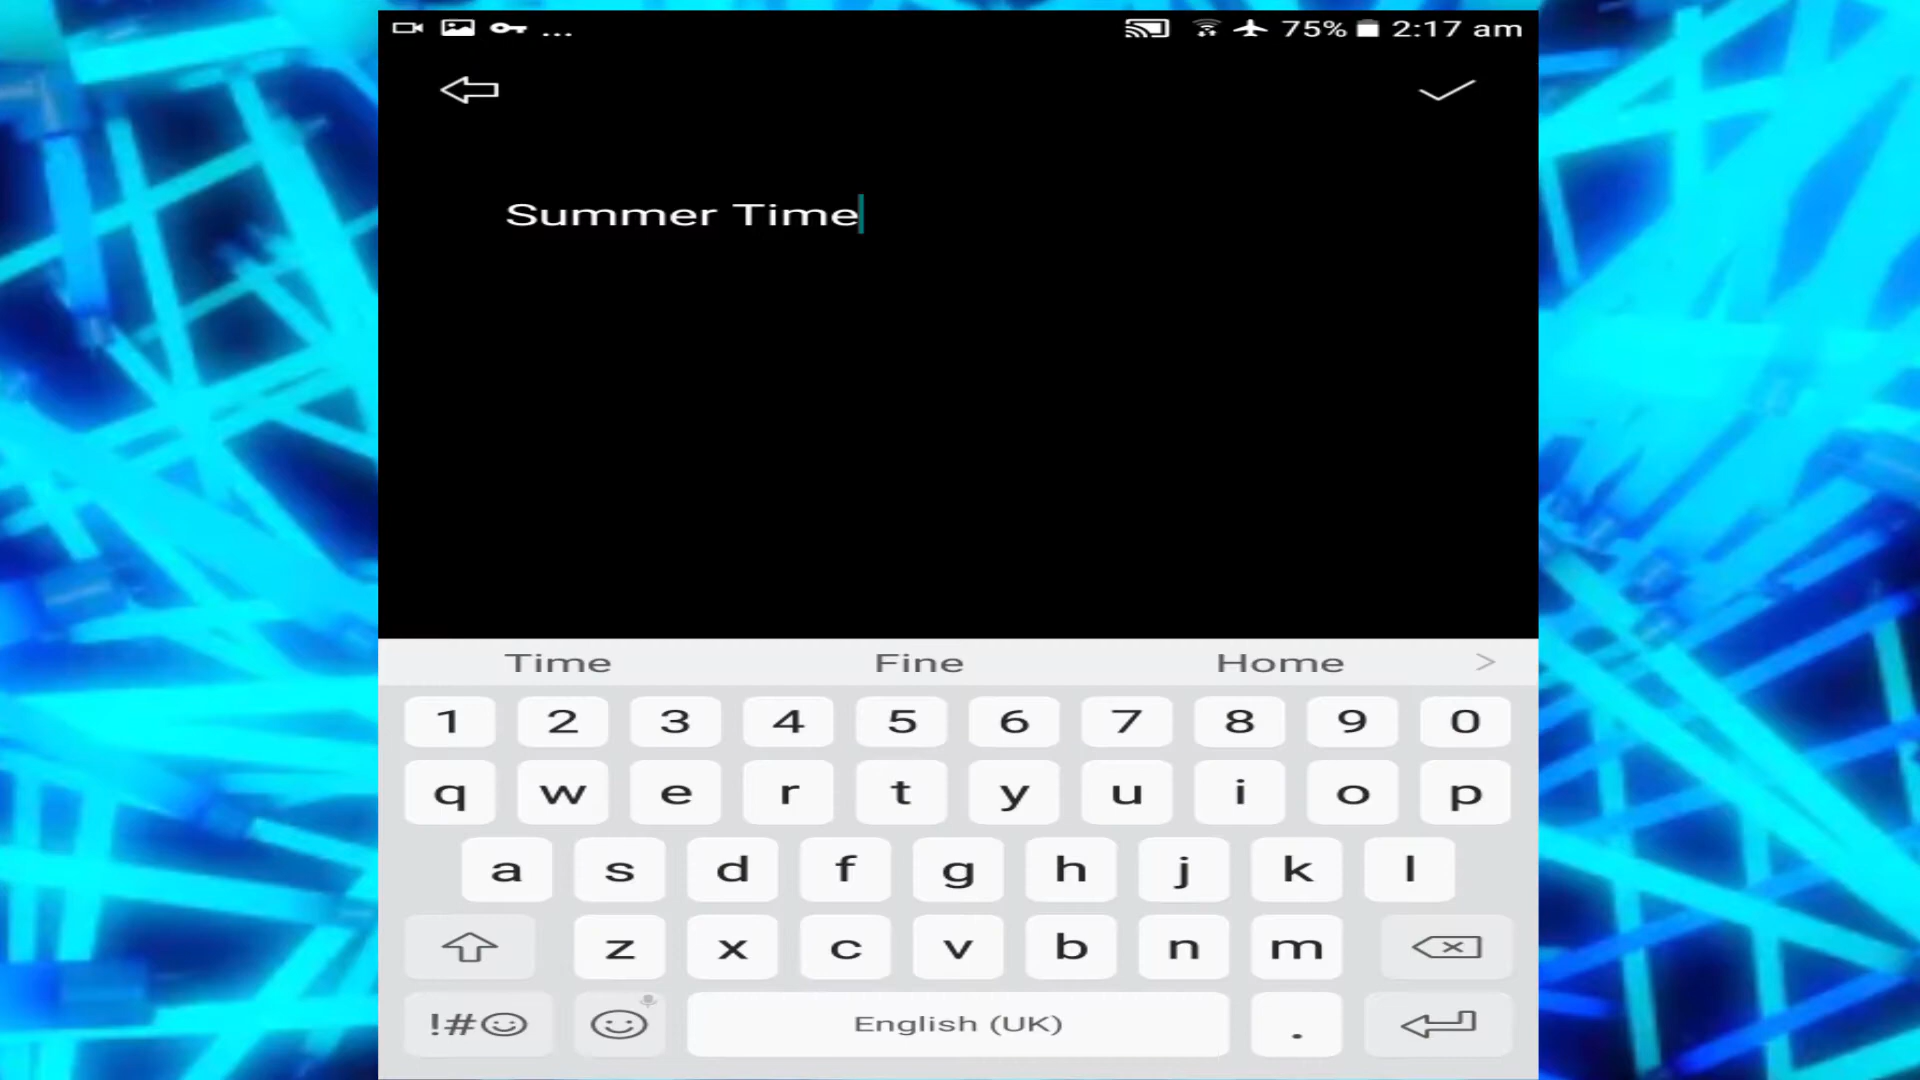 ... 75% 2:17 am
Summer Time
Time Fine Home >
1 2 3 4 5 6 7 8 9 0
q w e r t y u i o p
a s d f g h j k l
z x c v b n m
!#☺ English (UK) .